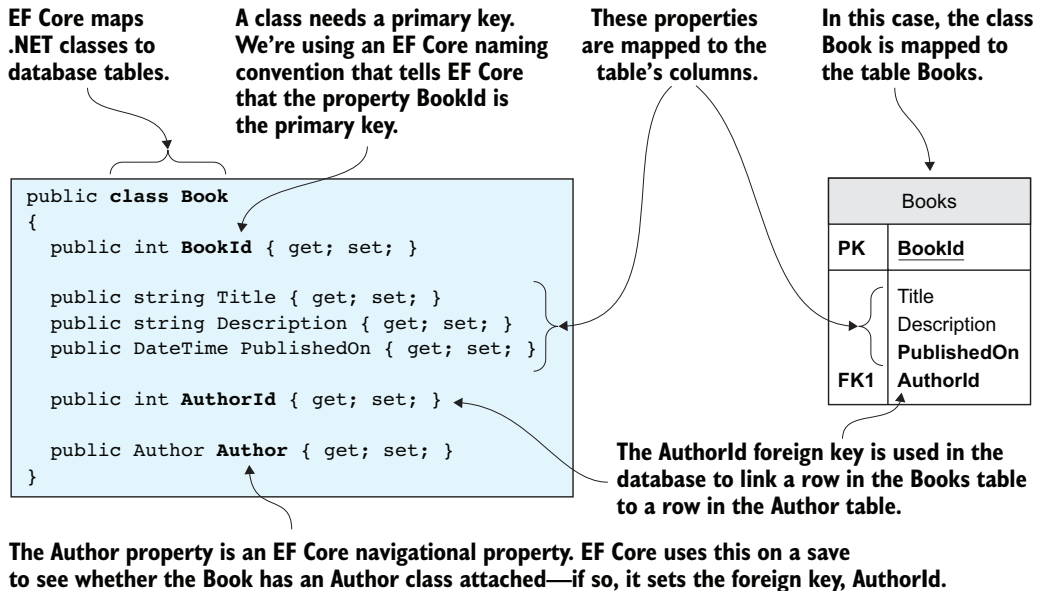 EF Core maps
.NET classes to
database tables.
A class needs a primary key.
We’re using an EF Core naming
convention that tells EF Core
that the property BookId is
the primary key.
These properties
are mapped to the
table’s columns.
In this case, the class
Book is mapped to
the table Books.
public class Book
{
public int BookId { get; set; }
public string Title { get; set; }
public string Description { get; set; }
public DateTime PublishedOn { get; set; }
public int AuthorId { get; set; }
public Author Author { get; set; }
}
Books
PK BookId
Title
Description
PublishedOn
FK1 AuthorId
The AuthorId foreign key is used in the
database to link a row in the Books table
to a row in the Author table.
The Author property is an EF Core navigational property. EF Core uses this on a save
to see whether the Book has an Author class attached—if so, it sets the foreign key, AuthorId.